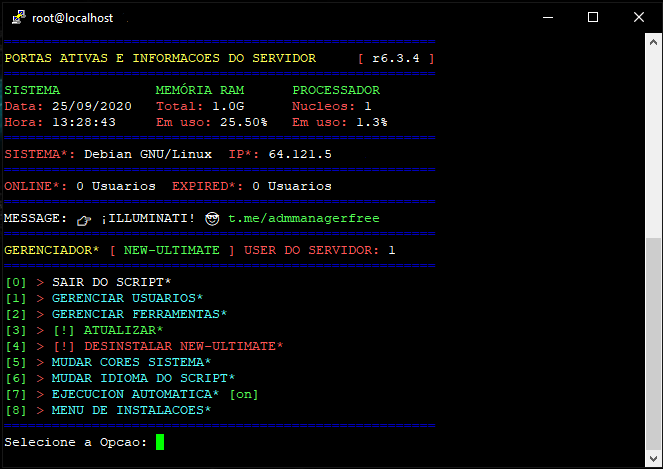 root@localhost
PORTAS ATIVAS E INFORMACOES DO SERVIDOR [ r6.3.4 ]
SISTEMA MEMÓRIA RAM PROCESSADOR
Data: 25/09/2020 Total: 1.0G Nucleos: 1
Hora: 13:28:43 Em uso: 25.50% Em uso: 1.3%
SISTEMA*: Debian GNU/Linux IP*: 64.121.5
ONLINE*: 0 Usuarios EXPIRED*: 0 Usuarios
MESSAGE: 👉 ¡ILLUMINATI! 😎 t.me/admmanagerfree
GERENCIADOR* [ NEW-ULTIMATE ] USER DO SERVIDOR: 1
[0] > SAIR DO SCRIPT*
[1] > GERENCIAR USUARIOS*
[2] > GERENCIAR FERRAMENTAS*
[3] > [!] ATUALIZAR*
[4] > [!] DESINSTALAR NEW-ULTIMATE*
[5] > MUDAR CORES SISTEMA*
[6] > MUDAR IDIOMA DO SCRIPT*
[7] > EJECUCION AUTOMATICA* [on]
[8] > MENU DE INSTALACOES*
Selecione a Opcao: